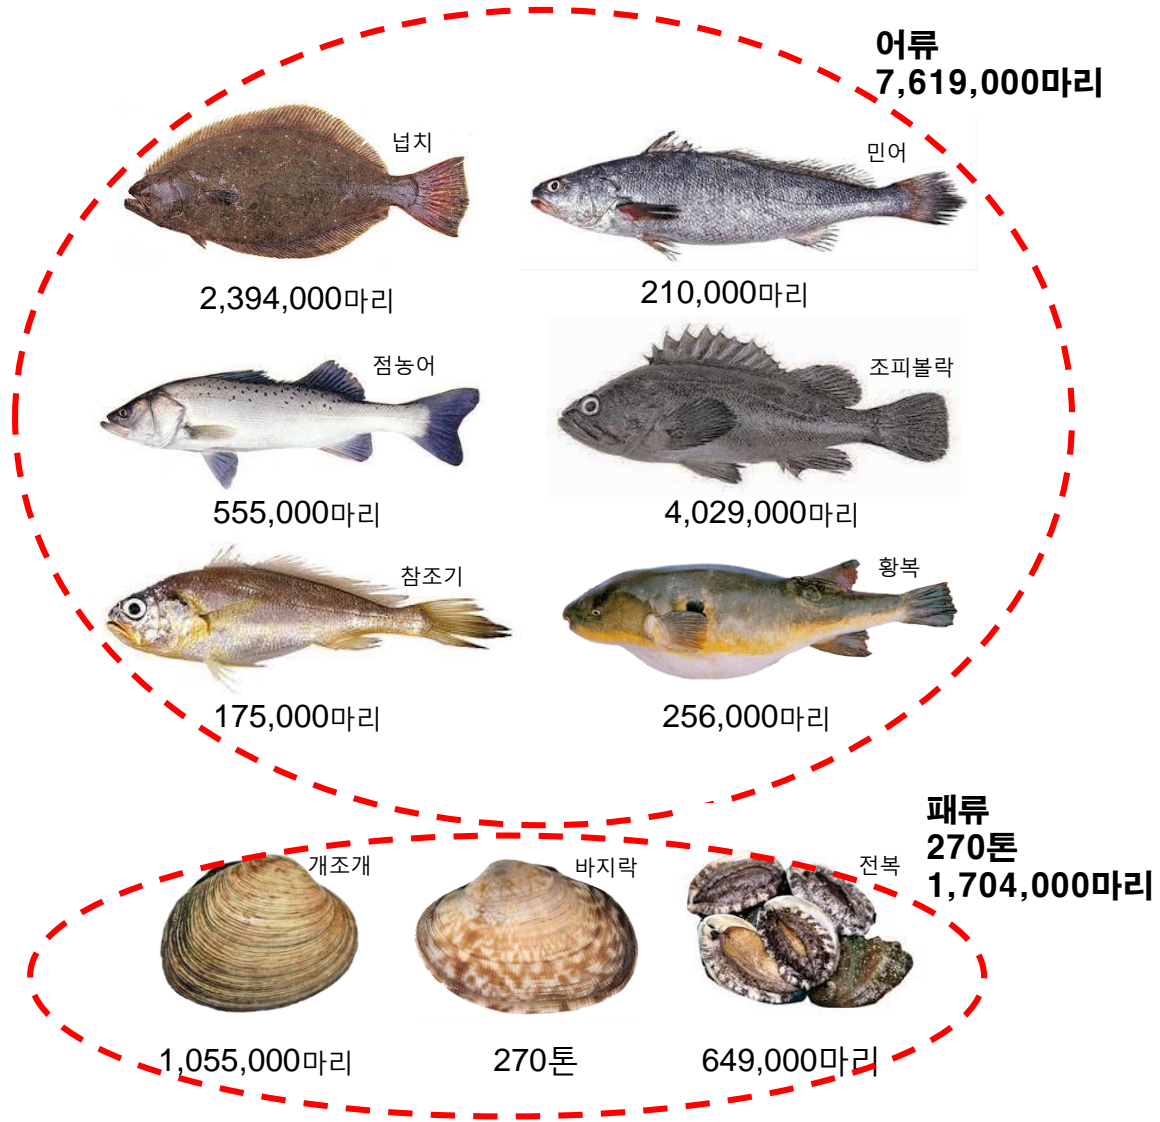 어류
7,619,000마리
넙치
민어
2,394,000마리
210,000마리
점농어
조피볼락
555,000마리
4,029,000마리
참조기
황복
175,000마리
256,000마리
패류
270톤
1,704,000마리
개조개
바지락
전복
1,055,000마리
270톤
649,000마리